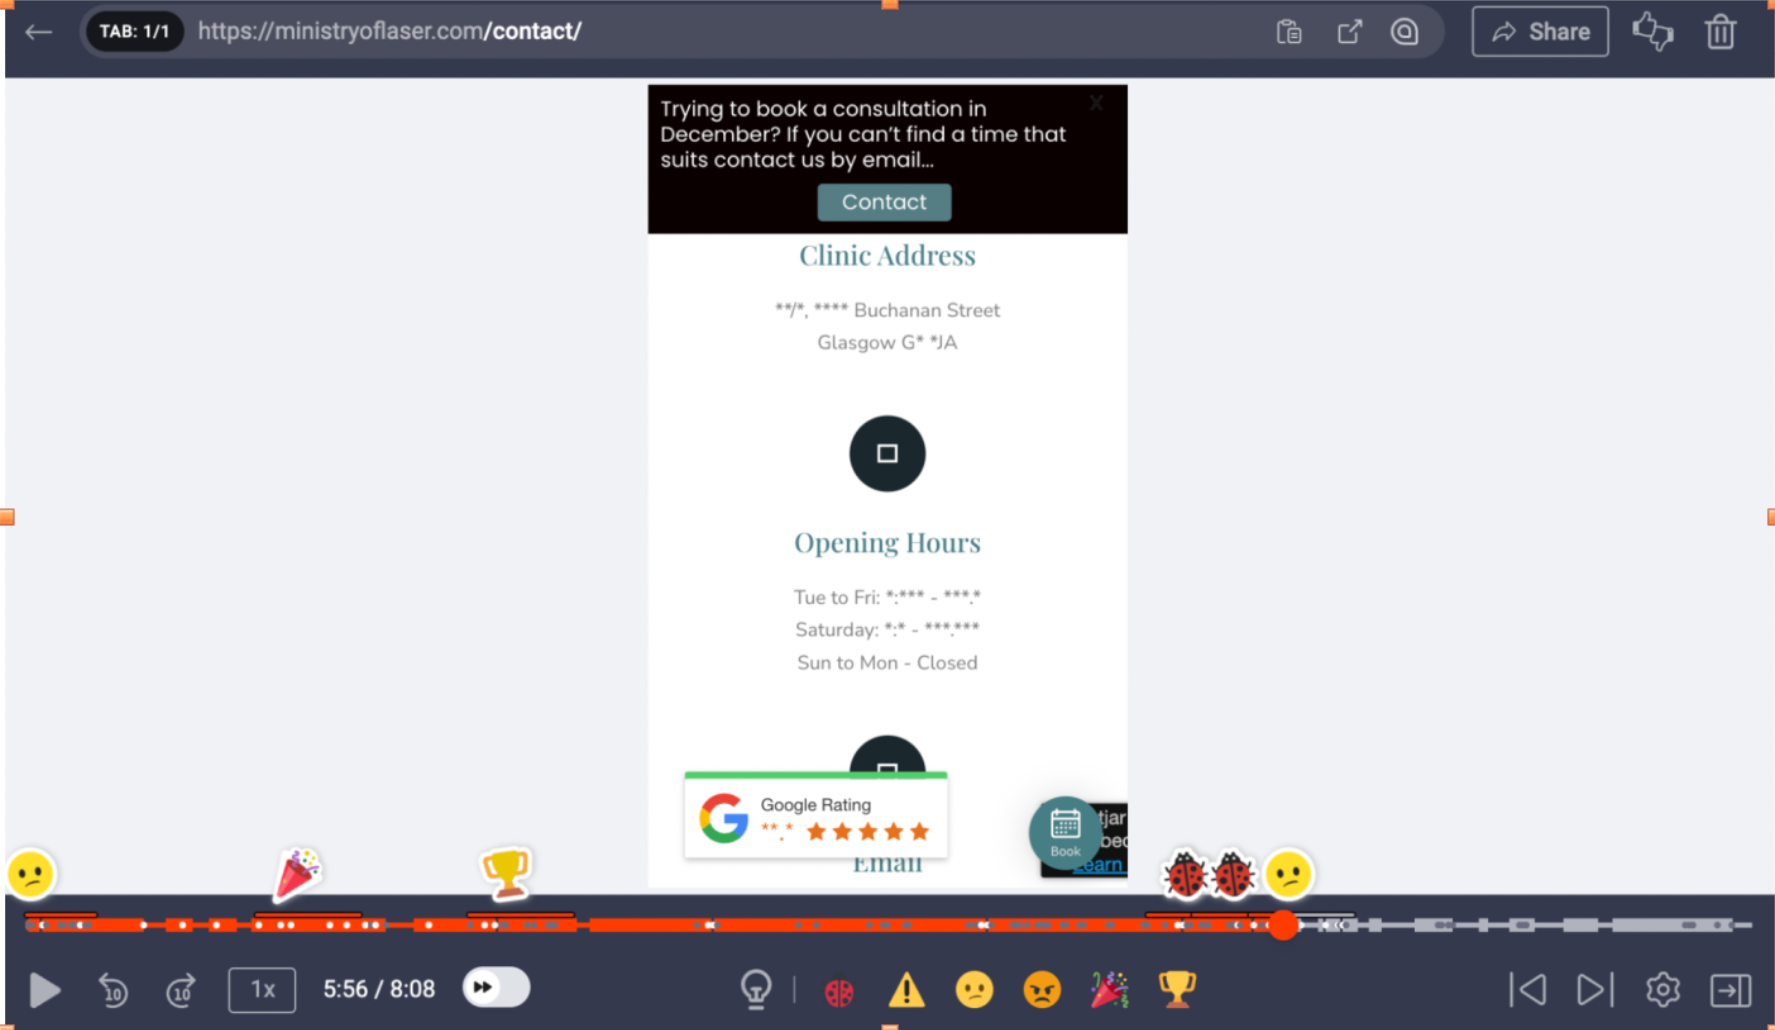 TAB: 1/1 https://ministryoflaser.com/contact/ Share
Trying to book a consultation in X
December? If you can't find a time that
suits contact us by email...
Contact
Clinic Address
**/*, **** Buchanan Street
Glasgow G* *JA
Opening Hours
Tue to Fri: *:*** - ***.*
Saturday: *:* - ***.***
Sun to Mon - Closed
Google Rating
**.*
Email
Book
tjar
bec
Learn
10 10 1x 5:56 / 8:08